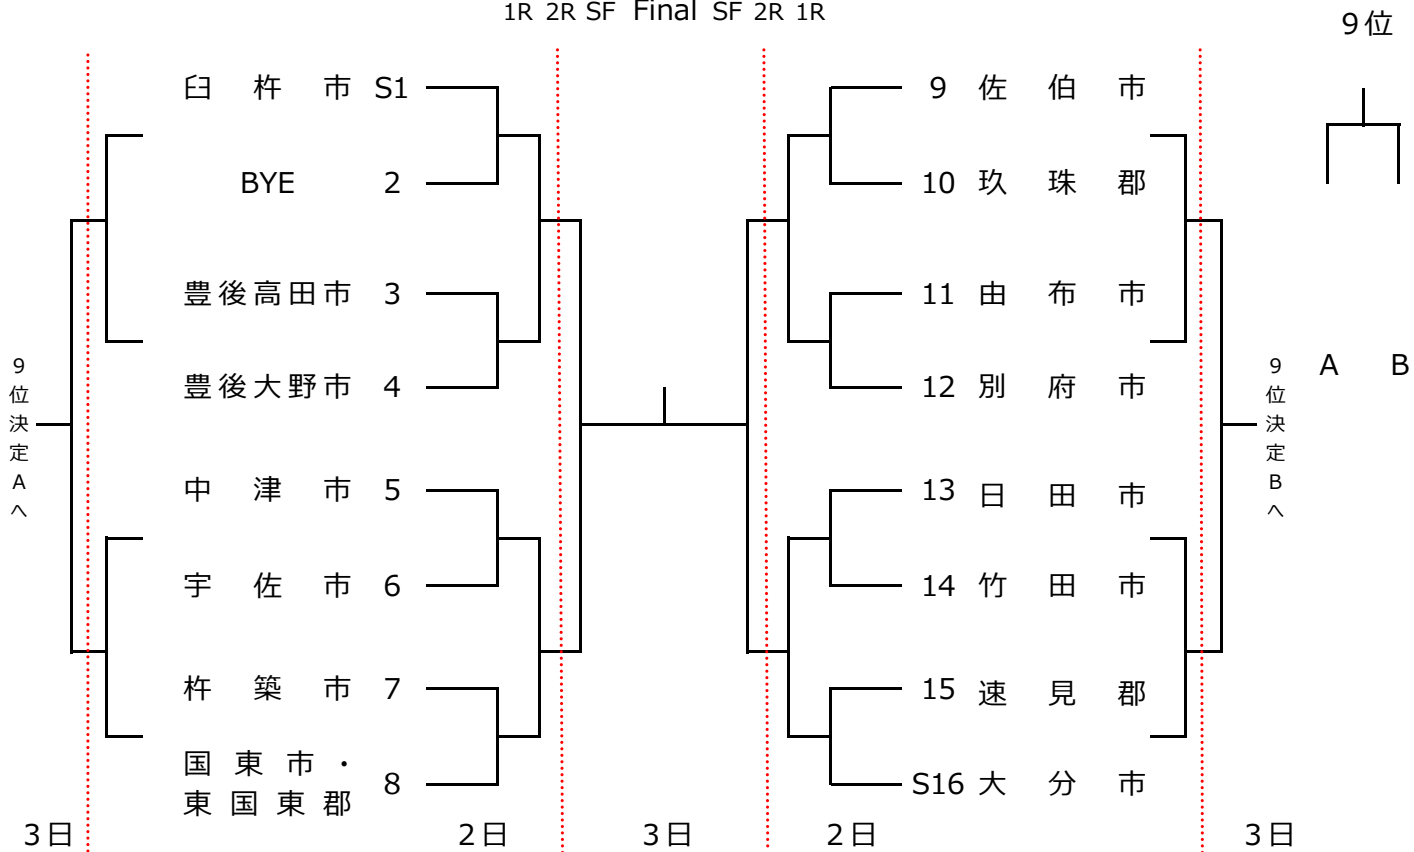 1R 2R SF Final SF 2R 1R
9位
臼杵市 S1
9 佐伯市
BYE 2
10 玖珠郡
豊後高田市 3
11 由布市
豊後大野市 4
12 別府市
A B
9位決定Aへ
9位決定Bへ
中津市 5
13 日田市
宇佐市 6
14 竹田市
杵築市 7
15 速見郡
国東市・
東国東郡 8
S16 大分市
3日 2日 3日 2日 3日